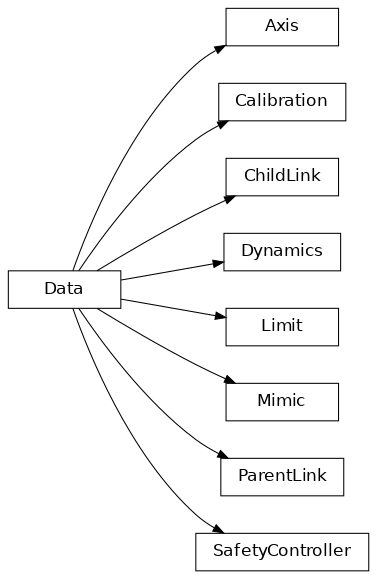 Axis
Calibration
ChildLink
Dynamics
Data
Limit
Mimic
ParentLink
SafetyController